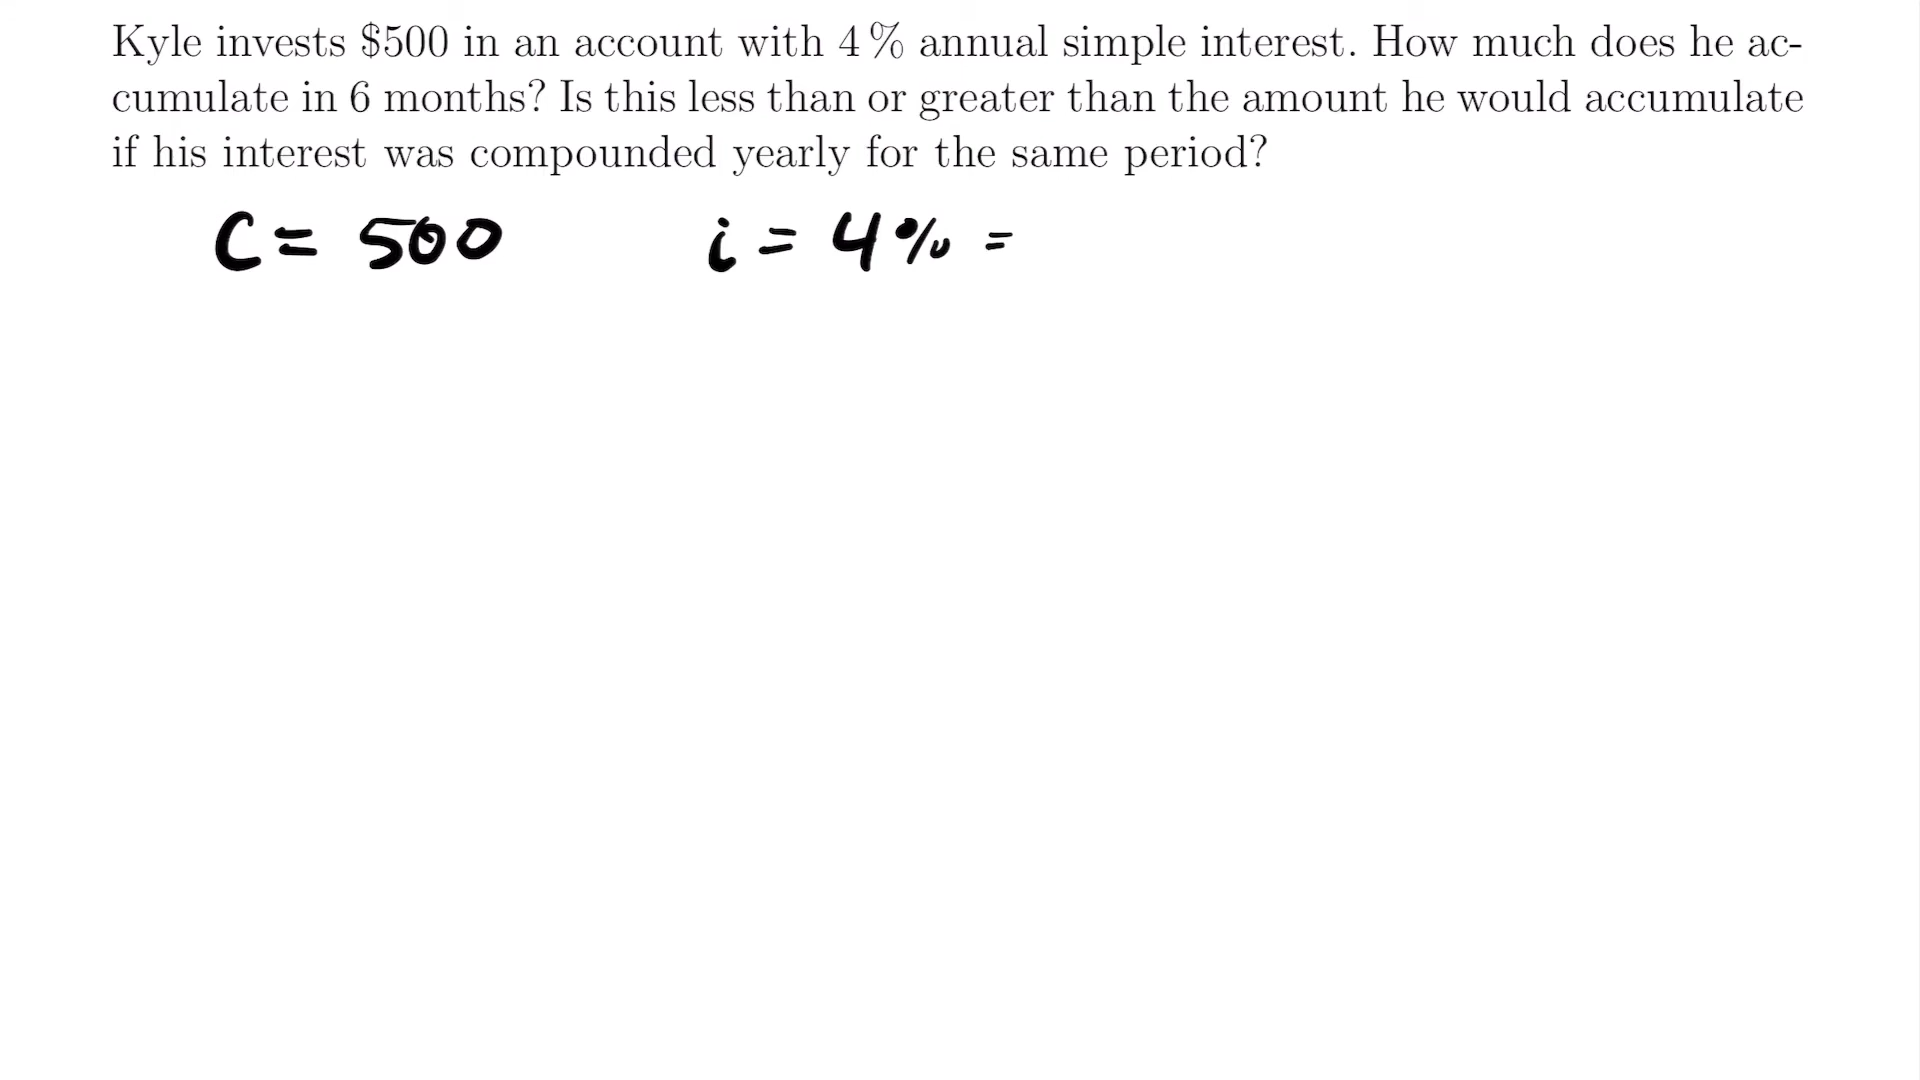 Kyle invests $500 in an account with 4 % annual simple interest. How much does he ac-
cumulate in 6 months? Is this less than or greater than the amount he would accumulate
if his interest was compounded yearly for the same period?
C = 500 i = 4% =